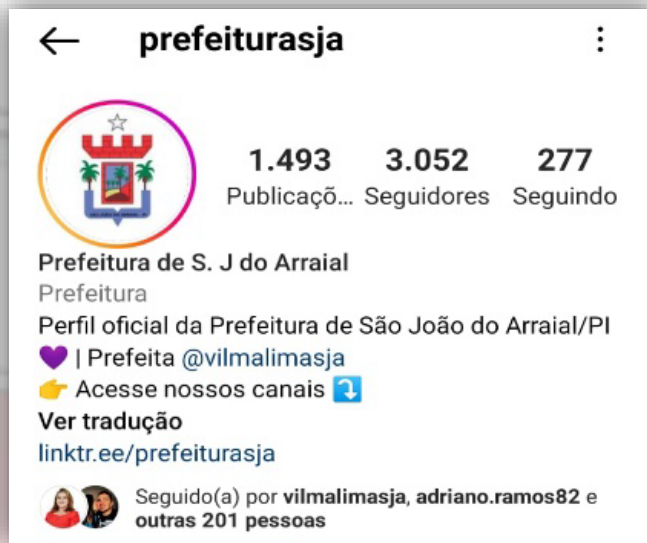 prefeiturasja
1.493 3.052 277
Publicaçõ... Seguidores Seguindo
Prefeitura de S. J do Arraial
Prefeitura
Perfil oficial da Prefeitura de São João do Arraial/PI
💜 | Prefeita @vilmalimasja
👉 Acesse nossos canais ⤵️
Ver tradução
linktr.ee/prefeiturasja
Seguido(a) por vilmalimasja, adriano.ramos82 e
outras 201 pessoas